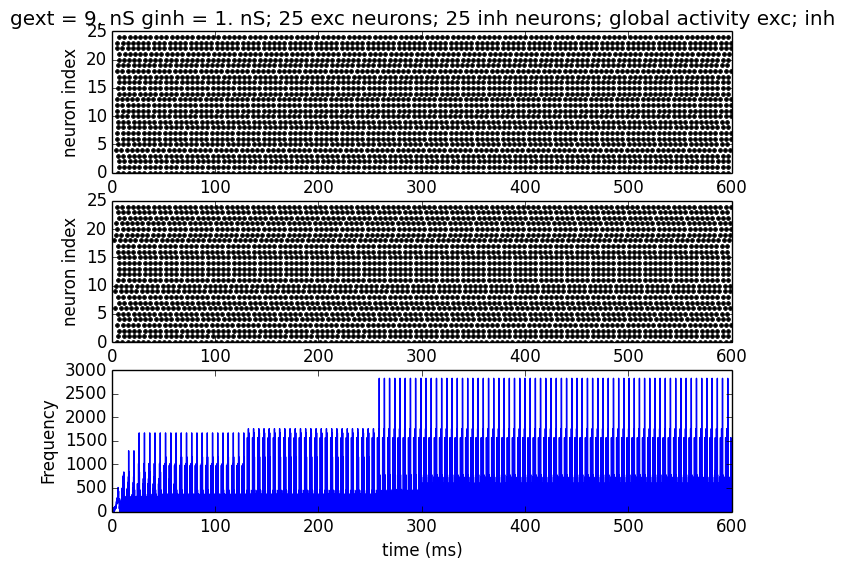 gext = 9. nS ginh = 1. nS; 25 exc neurons; 25 inh neurons; global activity exc; inh
25
20
15
10
5
0
neuron index
0 100 200 300 400 500 600
25
20
15
10
5
0
neuron index
0 100 200 300 400 500 600
3000
2500
2000
1500
1000
500
0
Frequency
0 100 200 300 400 500 600
time (ms)